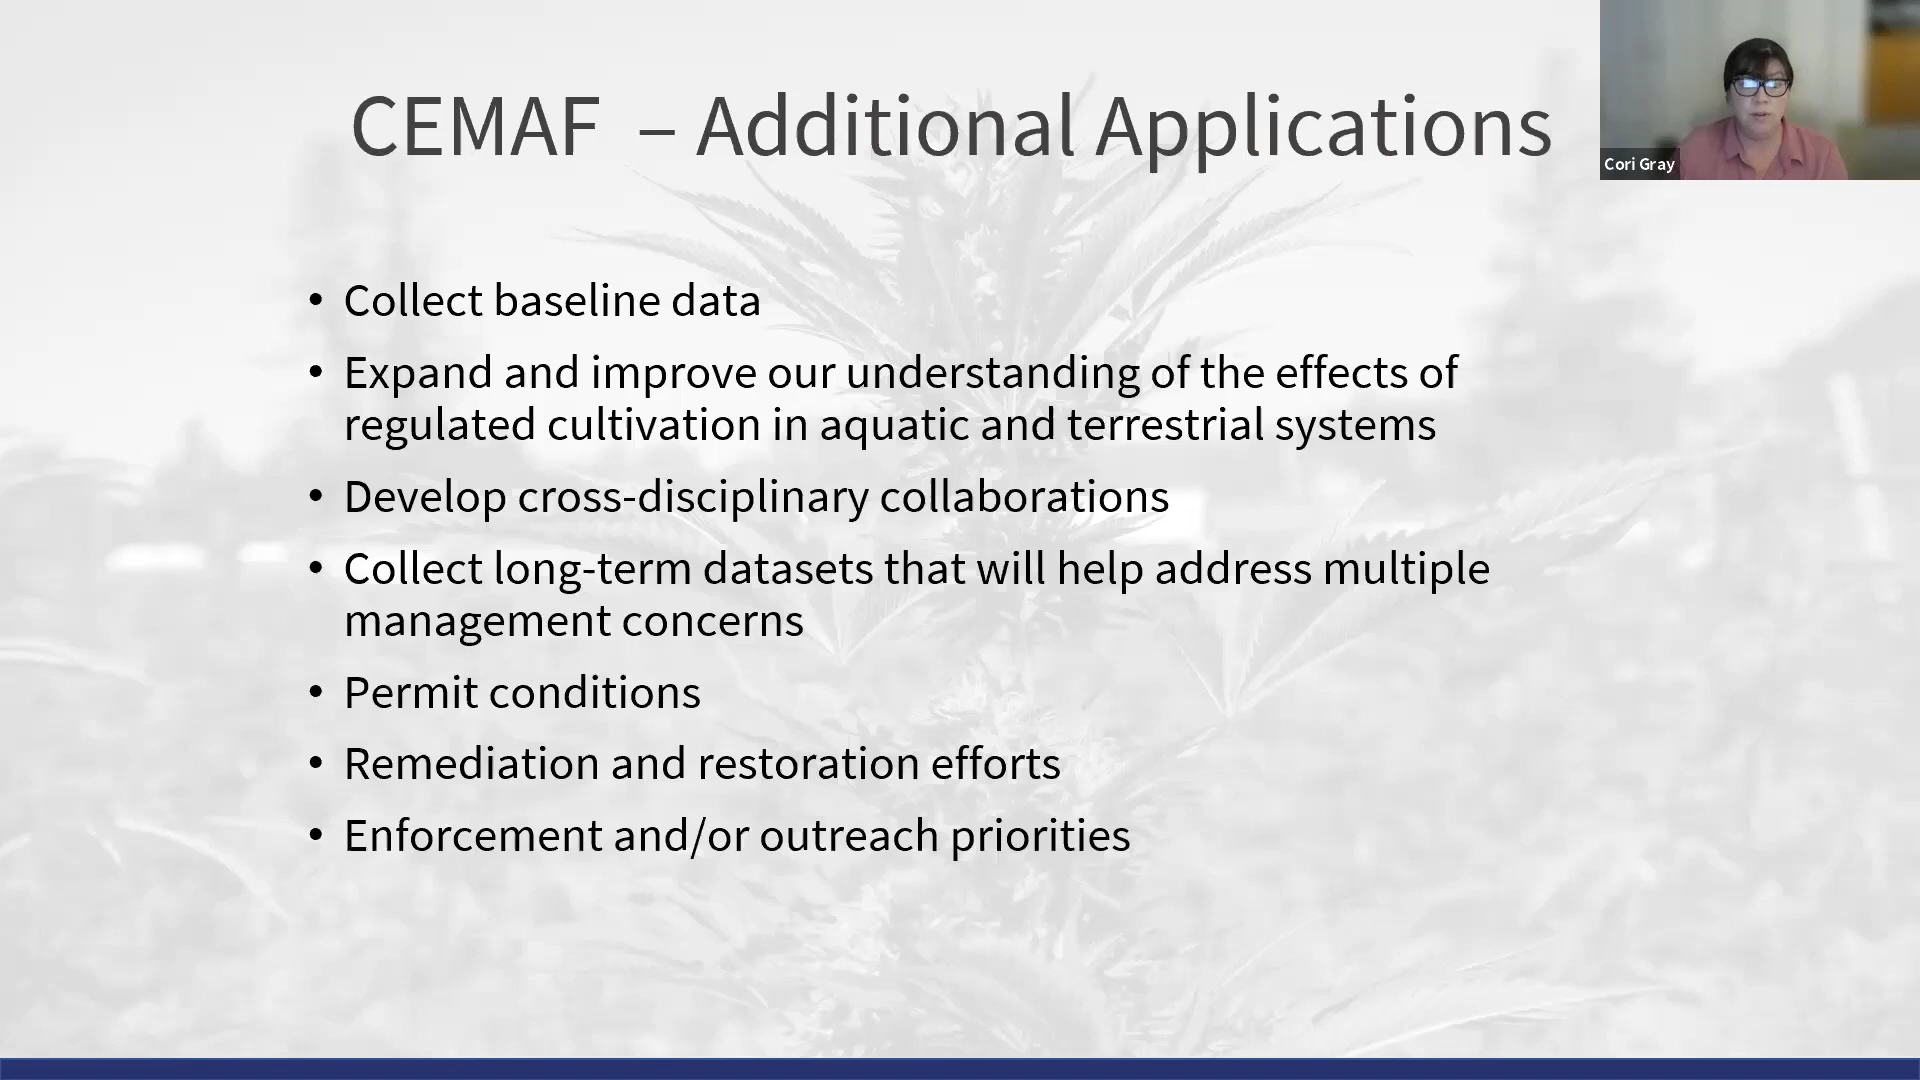 CEMAF – Additional Applications
Cori Gray
• Collect baseline data
• Expand and improve our understanding of the effects of
regulated cultivation in aquatic and terrestrial systems
• Develop cross-disciplinary collaborations
• Collect long-term datasets that will help address multiple
management concerns
• Permit conditions
• Remediation and restoration efforts
• Enforcement and/or outreach priorities